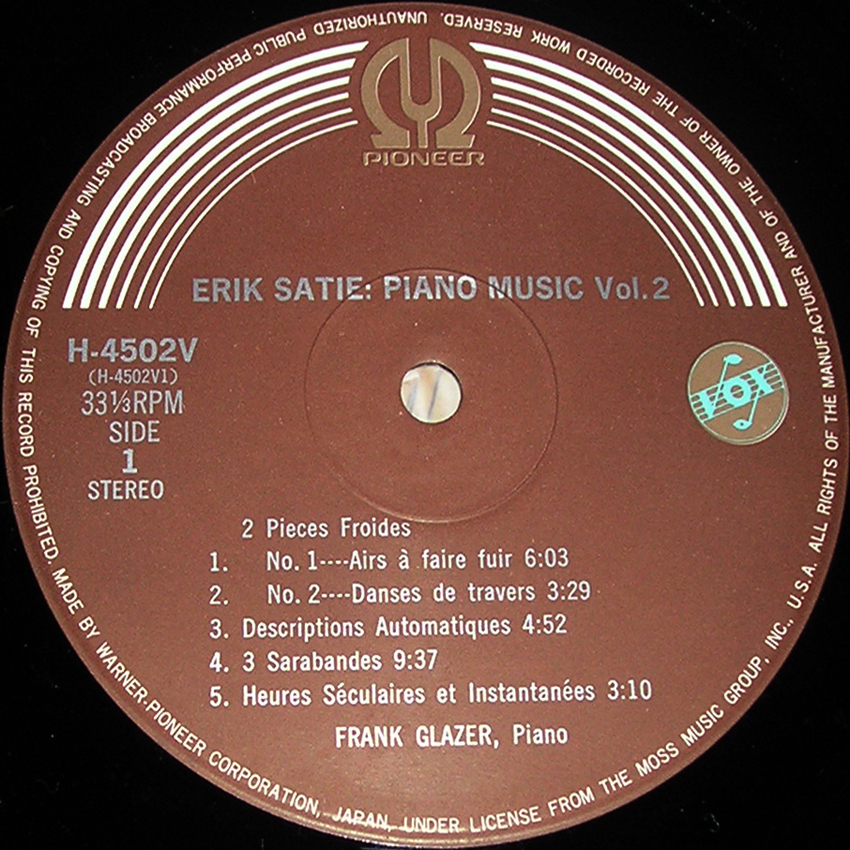 PIONEER
ERIK SATIE: PIANO MUSIC Vol.2
H-4502V
(H-4502V1)
33⅓RPM
SIDE
1
STEREO
VOX
2 Pieces Froides
1. No.1----Airs à faire fuir 6:03
2. No.2----Danses de travers 3:29
3. Descriptions Automatiques 4:52
4. 3 Sarabandes 9:37
5. Heures Séculaires et Instantanées 3:10
FRANK GLAZER, Piano
MADE BY WARNER-PIONEER CORPORATION, JAPAN, UNDER LICENSE FROM THE MOSS MUSIC GROUP, INC., U.S.A. ALL RIGHTS OF THE MANUFACTURER AND OF THE OWNER OF THE RECORDED WORK RESERVED. UNAUTHORIZED PUBLIC PERFORMANCE BROADCASTING AND COPYING OF THIS RECORD PROHIBITED.